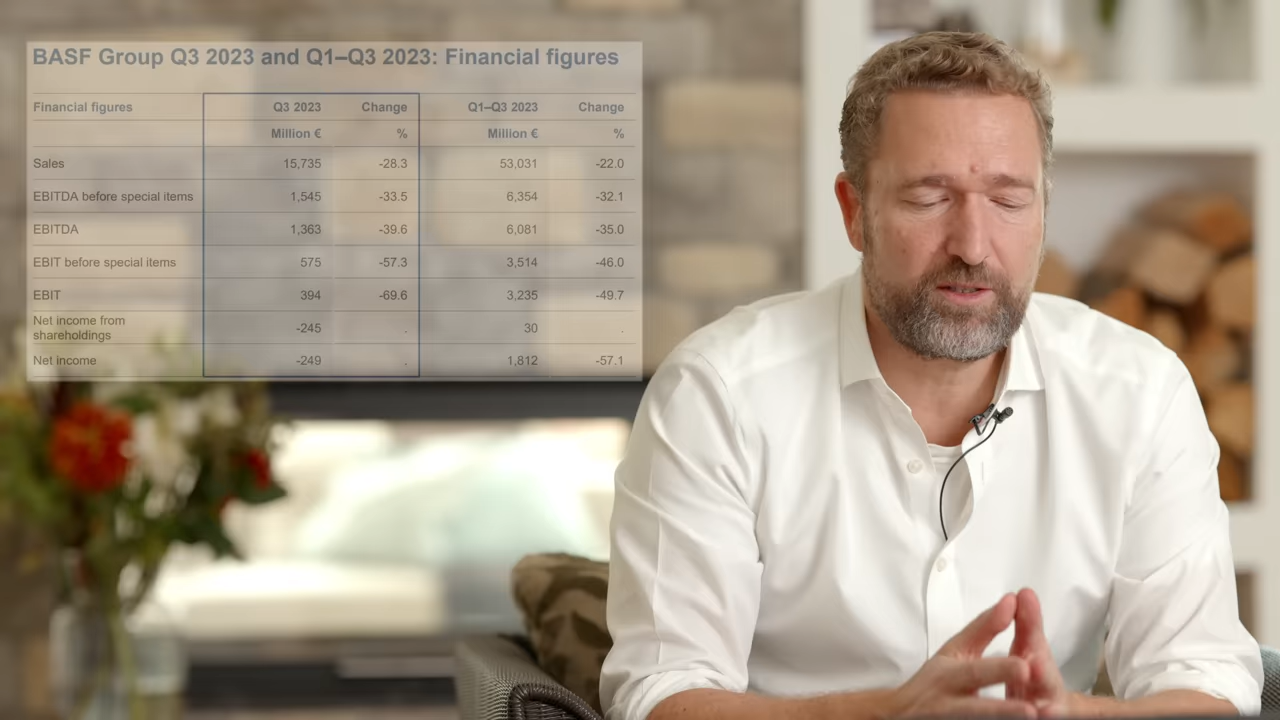 BASF Group Q3 2023 and Q1–Q3 2023: Financial figures
Financial figures Q3 2023 Change Q1–Q3 2023 Change
Million € % Million € %
Sales 15,735 -28.3 53,031 -22.0
EBITDA before special items 1,545 -33.5 6,354 -32.1
EBITDA 1,363 -39.6 6,081 -35.0
EBIT before special items 575 -57.3 3,514 -46.0
EBIT 394 -69.6 3,235 -49.7
Net income from
shareholdings -245 . 30 .
Net income -249 . 1,812 -57.1